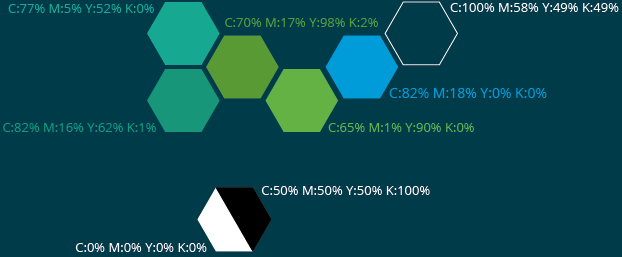 C:77% M:5% Y:52% K:0%
C:70% M:17% Y:98% K:2%
C:100% M:58% Y:49% K:49%
C:82% M:18% Y:0% K:0%
C:82% M:16% Y:62% K:1%
C:65% M:1% Y:90% K:0%
C:50% M:50% Y:50% K:100%
C:0% M:0% Y:0% K:0%